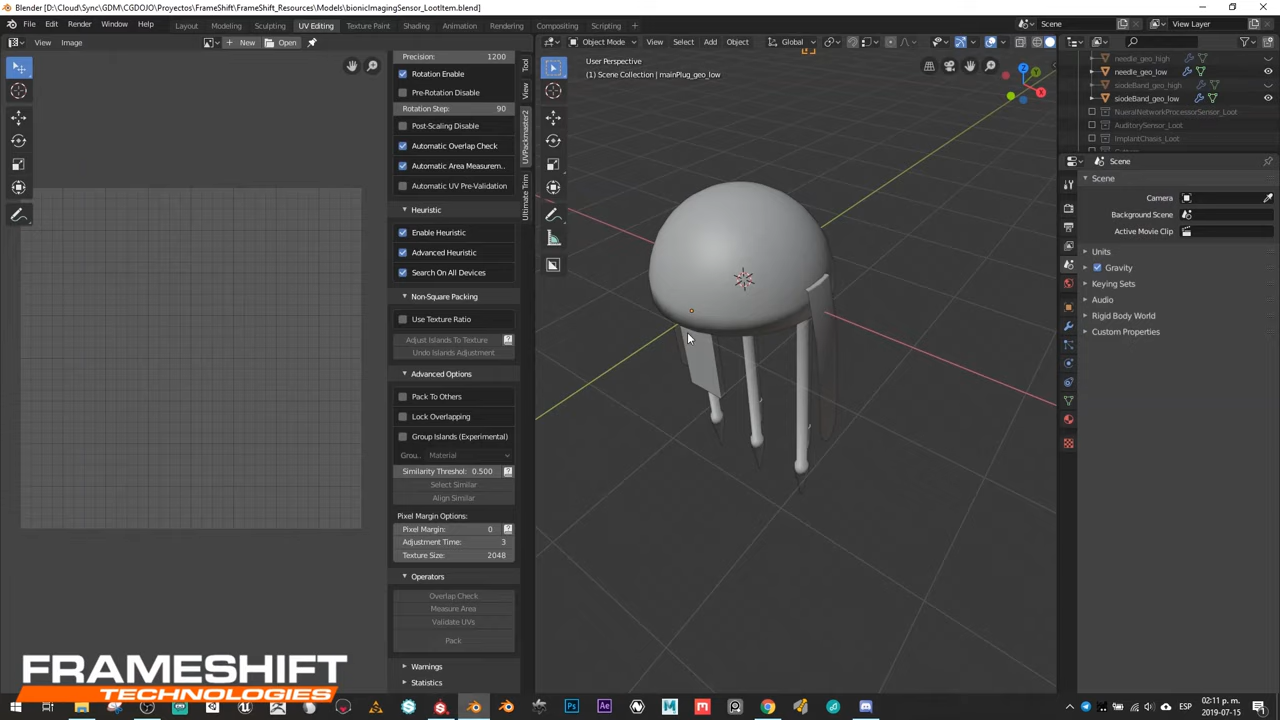 Blender [D:\Cloud\Sync\GDM\CGDOJO\Proyectos\FrameShift\FrameShift_Resources\Models\bionicImagingSensor_LootItem.blend]
File Edit Render Window Help
Layout Modeling Sculpting UV Editing Texture Paint Shading Animation Rendering Compositing Scripting
Scene
View Layer
View Image
New
Open
Object Mode
View Select Add Object
Global
Precision: 1200
Rotation Enable
Pre-Rotation Disable
Rotation Step: 90
Post-Scaling Disable
Automatic Overlap Check
Automatic Area Measurem..
Automatic UV Pre-Validation
Heuristic
Enable Heuristic
Advanced Heuristic
Search On All Devices
Non-Square Packing
Use Texture Ratio
Adjust Islands To Texture
Undo Islands Adjustment
Advanced Options
Pack To Others
Lock Overlapping
Group Islands (Experimental)
Grou.. Material
Similarity Threshol: 0.500
Select Similar
Align Similar
Pixel Margin Options:
Pixel Margin: 0
Adjustment Time: 3
Texture Size: 2048
Operators
Overlap Check
Measure Area
Validate UVs
Pack
Warnings
Statistics
Tool
View
UVPackmaster2
Ultimate Trim
User Perspective
(1) Scene Collection | mainPlug_geo_low
Z
Y
X
needle_geo_high
needle_geo_low
siodeBand_geo_high
siodeBand_geo_low
NueralNetworkProcessorSensor_Loot
AuditorySensor_Loot
ImplantChasis_Loot
Scene
Scene
Camera
Background Scene
Active Movie Clip
Units
Gravity
Keying Sets
Audio
Rigid Body World
Custom Properties
FRAMESHIFT
TECHNOLOGIES
ESP
02:11 p. m.
2019-07-15